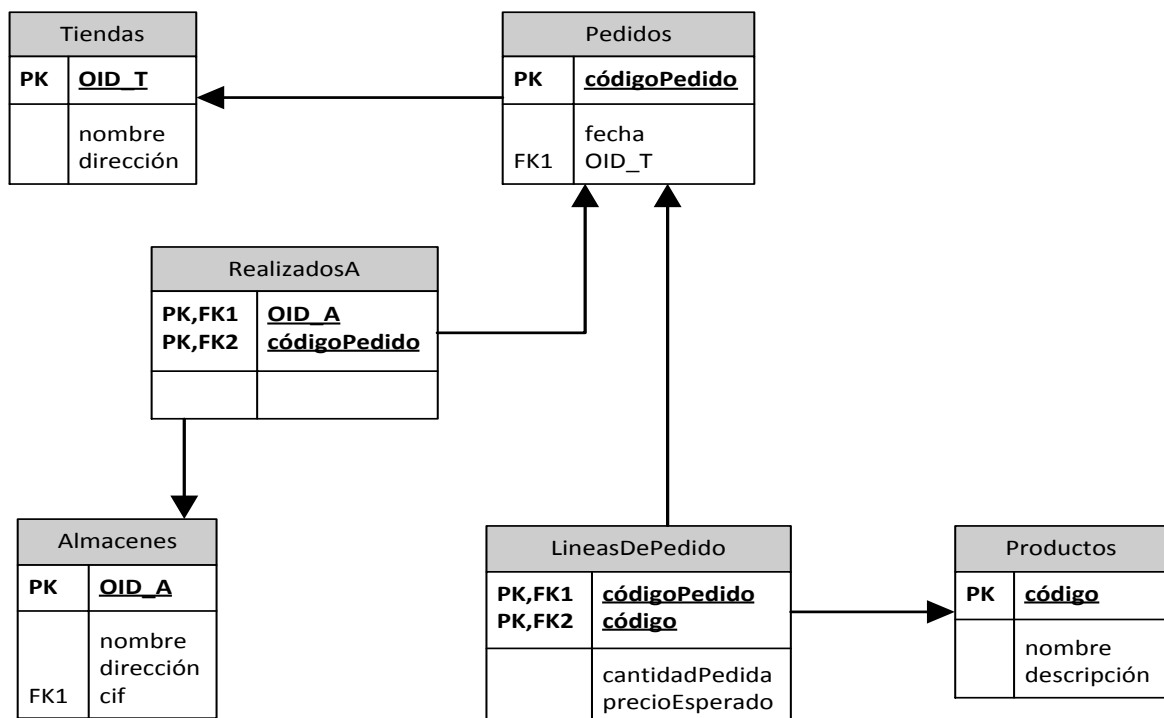 Tiendas
PK OID_T
nombre
dirección
Pedidos
PK códigoPedido
fecha
FK1 OID_T
RealizadosA
PK,FK1 OID_A
PK,FK2 códigoPedido
Almacenes
PK OID_A
nombre
dirección
FK1 cif
LineasDePedido
PK,FK1 códigoPedido
PK,FK2 código
cantidadPedida
precioEsperado
Productos
PK código
nombre
descripción